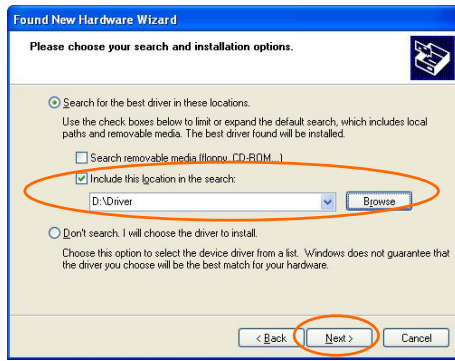 Found New Hardware Wizard
Please choose your search and installation options.
Search for the best driver in these locations.
Use the check boxes below to limit or expand the default search, which includes local
paths and removable media. The best driver found will be installed.
Search removable media (floppy, CD-ROM...)
Include this location in the search:
D:\Driver
Browse
Don't search. I will choose the driver to install.
Choose this option to select the device driver from a list. Windows does not guarantee that
the driver you choose will be the best match for your hardware.
< Back
Next >
Cancel